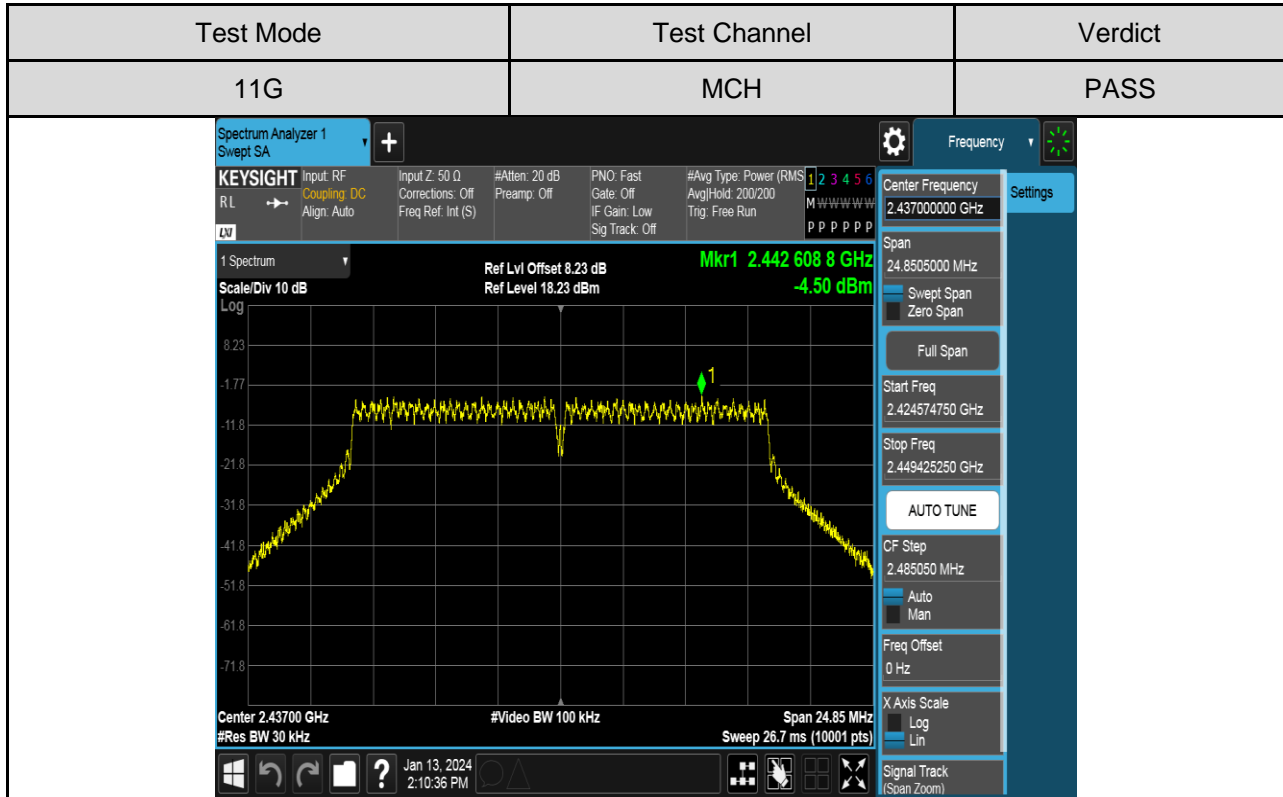 Test Mode Test Channel Verdict
11G MCH PASS
Spectrum Analyzer 1
Swept SA
+
Frequency
KEYSIGHT
RL
LXI
Input: RF
Coupling: DC
Align: Auto
Input Z: 50 Ω
Corrections: Off
Freq Ref: Int (S)
#Atten: 20 dB
Preamp: Off
PNO: Fast
Gate: Off
IF Gain: Low
Sig Track: Off
#Avg Type: Power (RMS
Avg|Hold: 200/200
Trig: Free Run
1 2 3 4 5 6
M W W W W W
P P P P P P
1 Spectrum
Scale/Div 10 dB
Log
Ref Lvl Offset 8.23 dB
Ref Level 18.23 dBm
Mkr1 2.442 608 8 GHz
-4.50 dBm
8.23
-1.77
-11.8
-21.8
-31.8
-41.8
-51.8
-61.8
-71.8
1
Center 2.43700 GHz
#Res BW 30 kHz
#Video BW 100 kHz
Span 24.85 MHz
Sweep 26.7 ms (10001 pts)
Center Frequency
2.437000000 GHz
Settings
Span
24.8505000 MHz
Swept Span
Zero Span
Full Span
Start Freq
2.424574750 GHz
Stop Freq
2.449425250 GHz
AUTO TUNE
CF Step
2.485050 MHz
Auto
Man
Freq Offset
0 Hz
X Axis Scale
Log
Lin
Signal Track
(Span Zoom)
?
Jan 13, 2024
2:10:36 PM